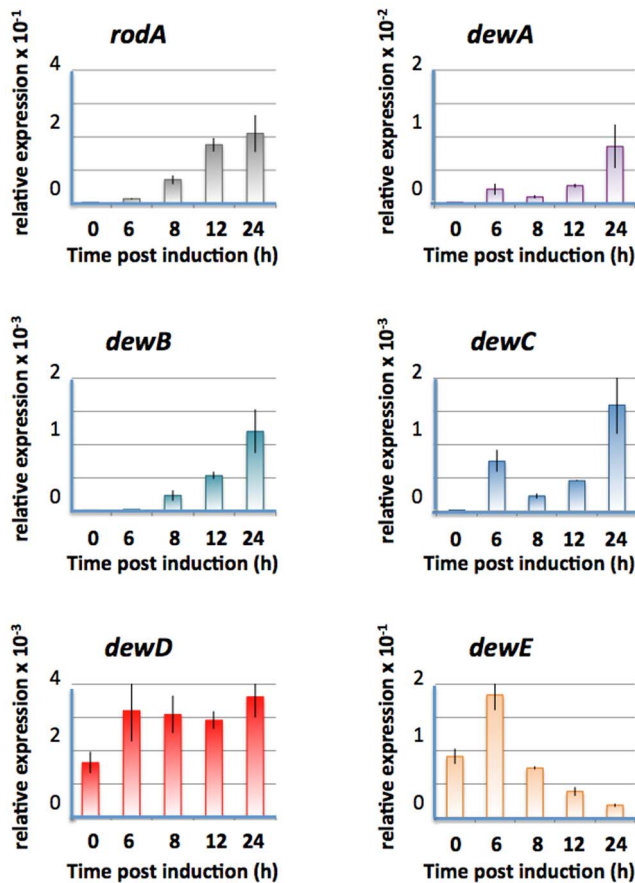 rodA
relative expression x 10-1
4
2
0
0 6 8 12 24
Time post induction (h)
dewA
relative expression x 10-2
2
1
0
0 6 8 12 24
Time post induction (h)
dewB
relative expression x 10-3
2
1
0
0 6 8 12 24
Time post induction (h)
dewC
relative expression x 10-3
2
1
0
0 6 8 12 24
Time post induction (h)
dewD
relative expression x 10-3
4
2
0
0 6 8 12 24
Time post induction (h)
dewE
relative expression x 10-1
2
1
0
0 6 8 12 24
Time post induction (h)